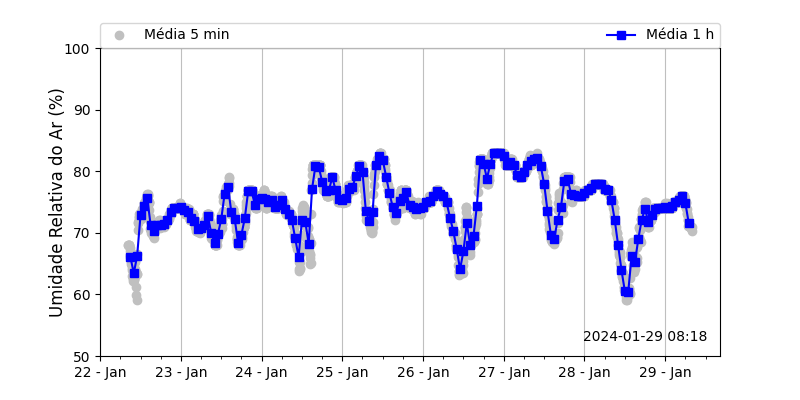 Média 5 min
Média 1 h
Umidade Relativa do Ar (%)
100
90
80
70
60
50
2024-01-29 08:18
22 - Jan
23 - Jan
24 - Jan
25 - Jan
26 - Jan
27 - Jan
28 - Jan
29 - Jan